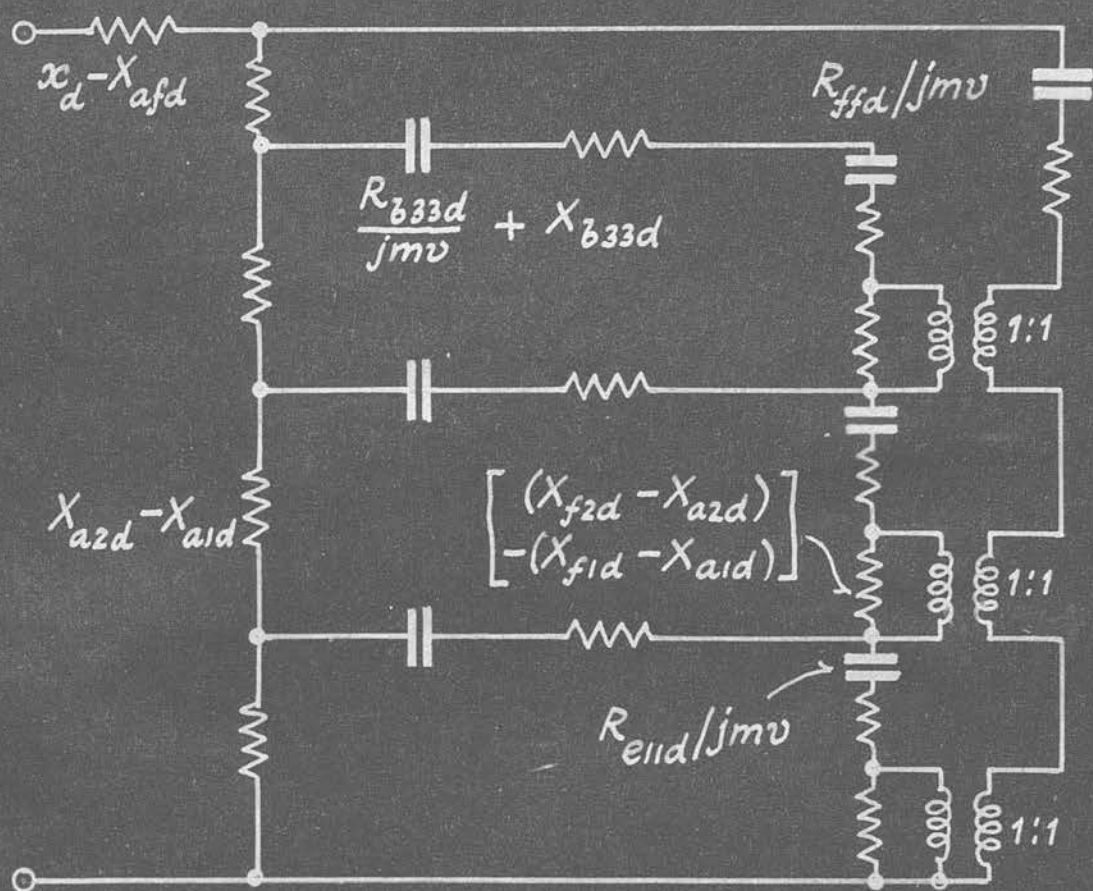 x_d - X_afd
R_ffd/jmv
R_b33d/jmv + X_b33d
1:1
X_a2d - X_a1d
[(X_f2d - X_a2d)
-(X_f1d - X_a1d)]
1:1
R_e11d/jmv
1:1